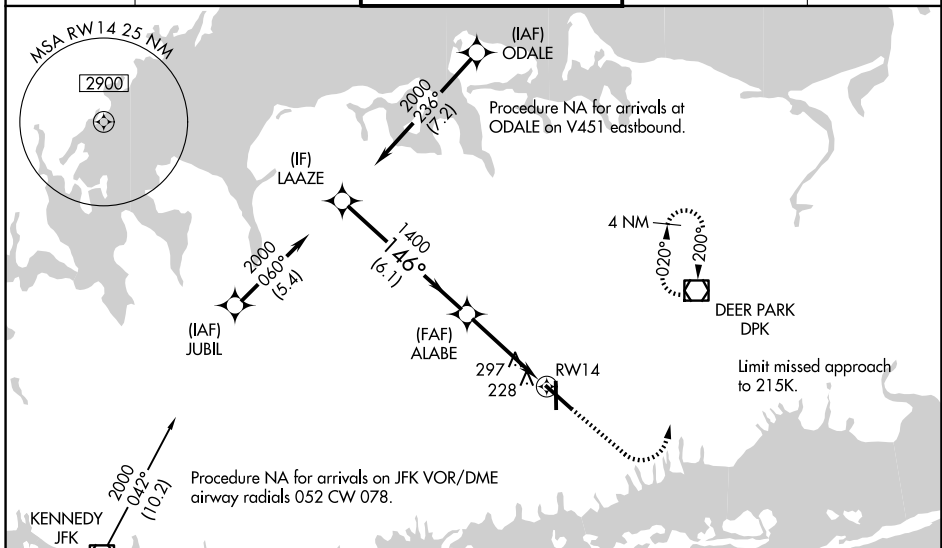 MSA RW14 25 NM
2900
(IAF)
ODALE
2000
236°
(7.2)
Procedure NA for arrivals at
ODALE on V451 eastbound.
(IF)
LAAZE
1400
146°
(6.1)
2000
060°
(5.4)
(IAF)
JUBIL
4 NM
020°
200°
DEER PARK
DPK
(FAF)
ALABE
297
228
RW14
Limit missed approach
to 215K.
2000
042°
(10.2)
Procedure NA for arrivals on JFK VOR/DME
airway radials 052 CW 078.
KENNEDY
JFK